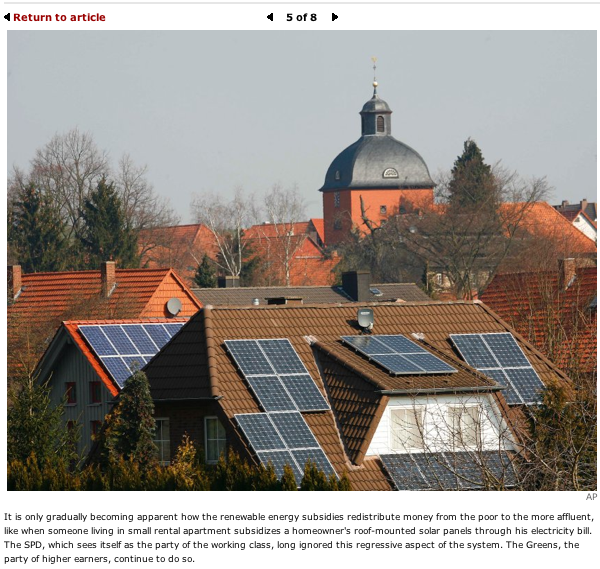 Return to article
5 of 8
AP
It is only gradually becoming apparent how the renewable energy subsidies redistribute money from the poor to the more affluent,
like when someone living in small rental apartment subsidizes a homeowner's roof-mounted solar panels through his electricity bill.
The SPD, which sees itself as the party of the working class, long ignored this regressive aspect of the system. The Greens, the
party of higher earners, continue to do so.